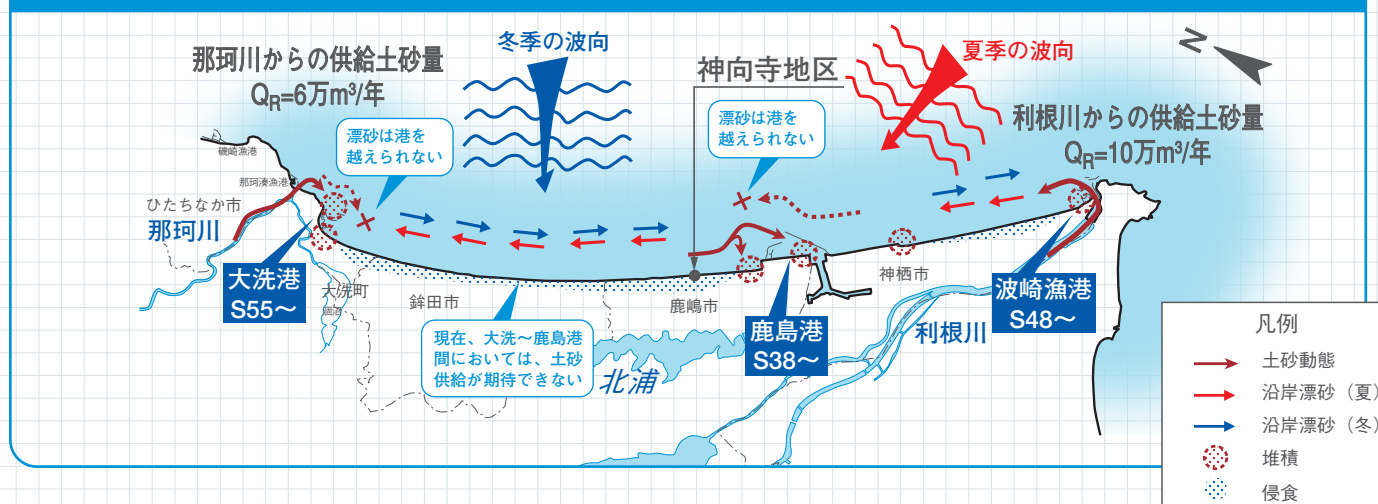 那珂川からの供給土砂量
QR=6万m³/年
冬季の波向
神向寺地区
夏季の波向
N
利根川からの供給土砂量
QR=10万m³/年
漂砂は港を
越えられない
漂砂は港を
越えられない
磯崎漁港
那珂湊漁港
ひたちなか市
那珂川
大洗港
S55〜
大洗町
涸沼
鉾田市
現在、大洗〜鹿島港
間においては、土砂
供給が期待できない
北浦
鹿嶋市
鹿島港
S38〜
神栖市
利根川
波崎漁港
S48〜
凡例
土砂動態
沿岸漂砂（夏）
沿岸漂砂（冬）
堆積
侵食